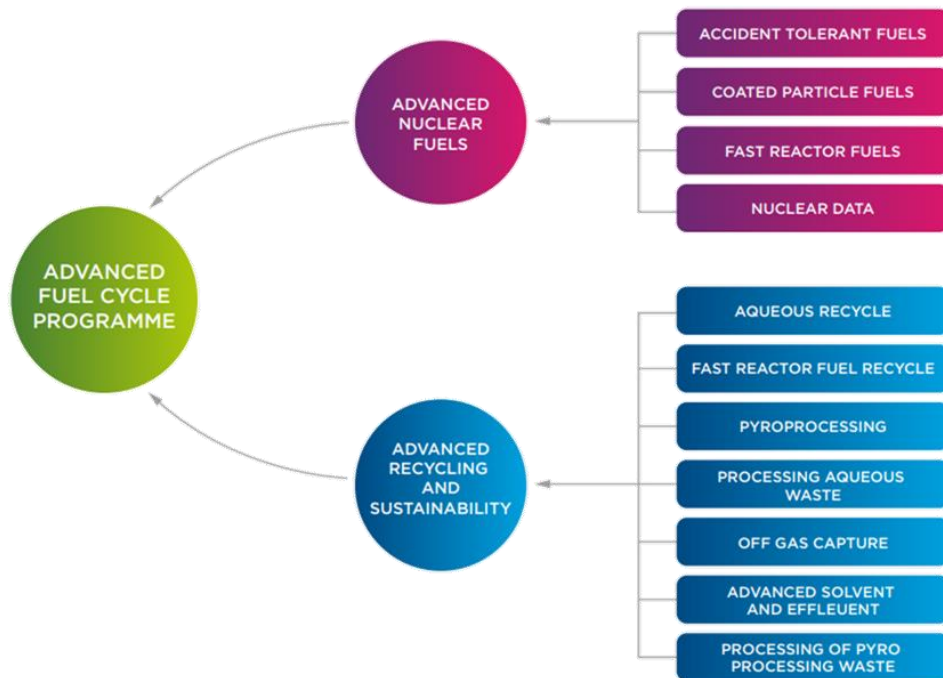 ADVANCED
FUEL CYCLE
PROGRAMME
ADVANCED
NUCLEAR
FUELS
ACCIDENT TOLERANT FUELS
COATED PARTICLE FUELS
FAST REACTOR FUELS
NUCLEAR DATA
ADVANCED
RECYCLING
AND
SUSTAINABILITY
AQUEOUS RECYCLE
FAST REACTOR FUEL RECYCLE
PYROPROCESSING
PROCESSING AQUEOUS
WASTE
OFF GAS CAPTURE
ADVANCED SOLVENT
AND EFFLEUENT
PROCESSING OF PYRO
PROCESSING WASTE